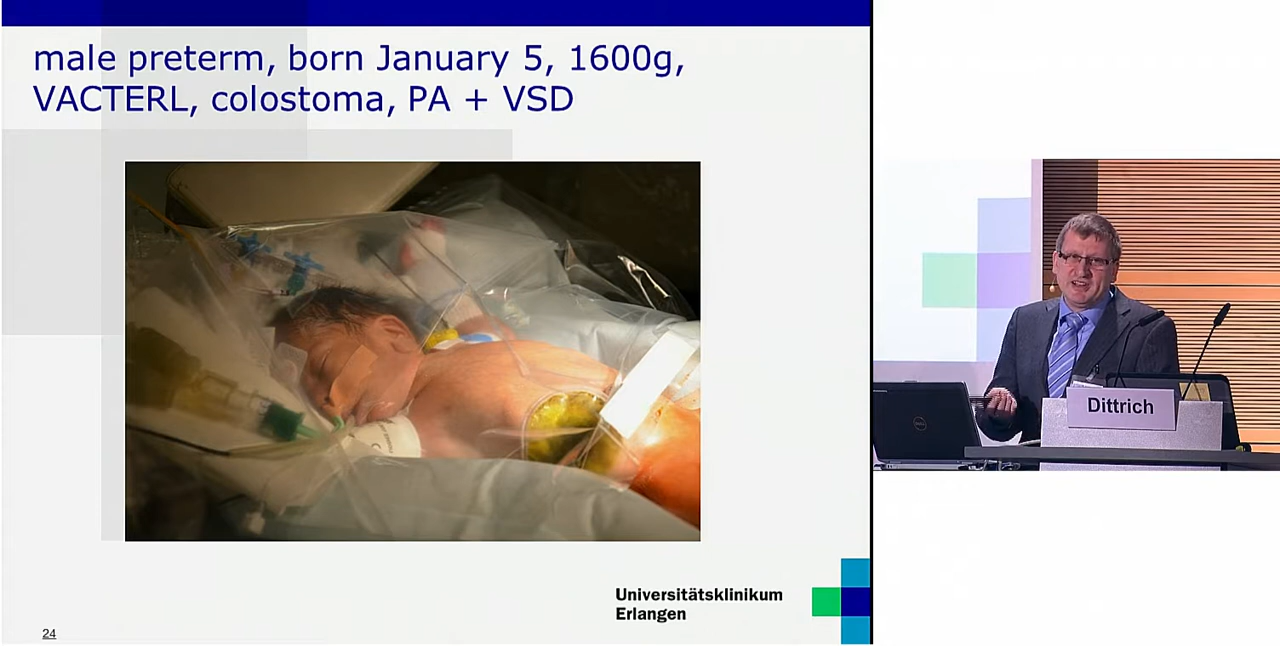 male preterm, born January 5, 1600g,
VACTERL, colostoma, PA + VSD
Universitätsklinikum
Erlangen
24
Dittrich